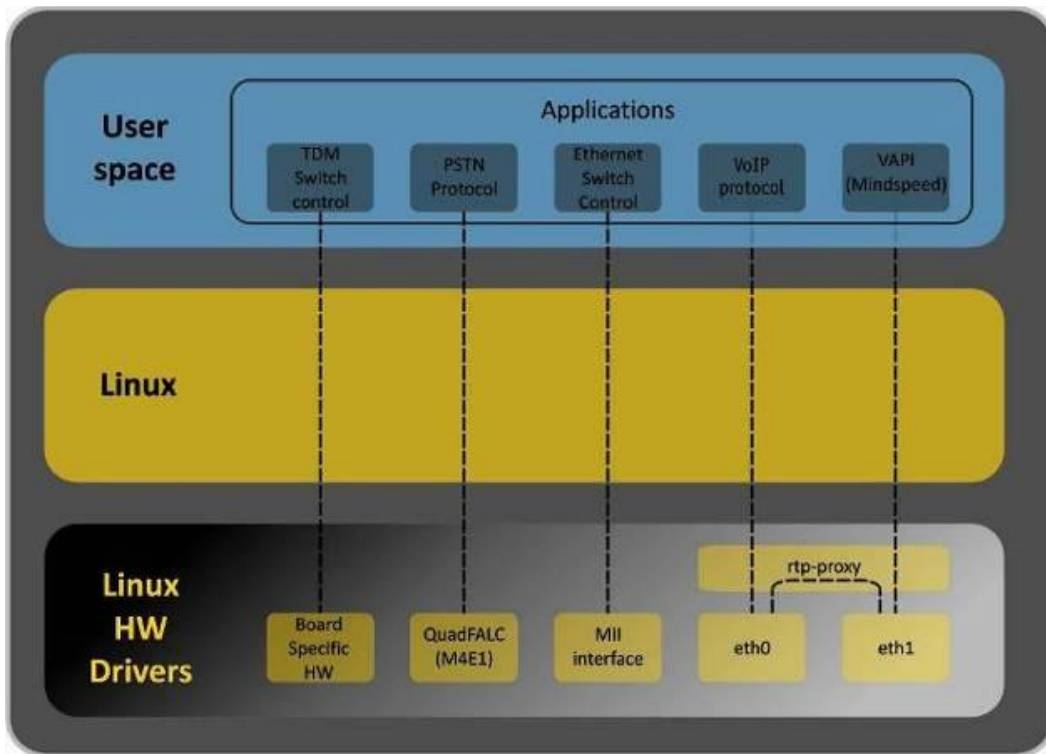 User
space
Applications
TDM
Switch
control
PSTN
Protocol
Ethernet
Switch
Control
VoIP
protocol
VAPI
(Mindspeed)
Linux
Linux
HW
Drivers
rtp-proxy
Board
Specific
HW
QuadFALC
(M4E1)
MII
interface
eth0
eth1